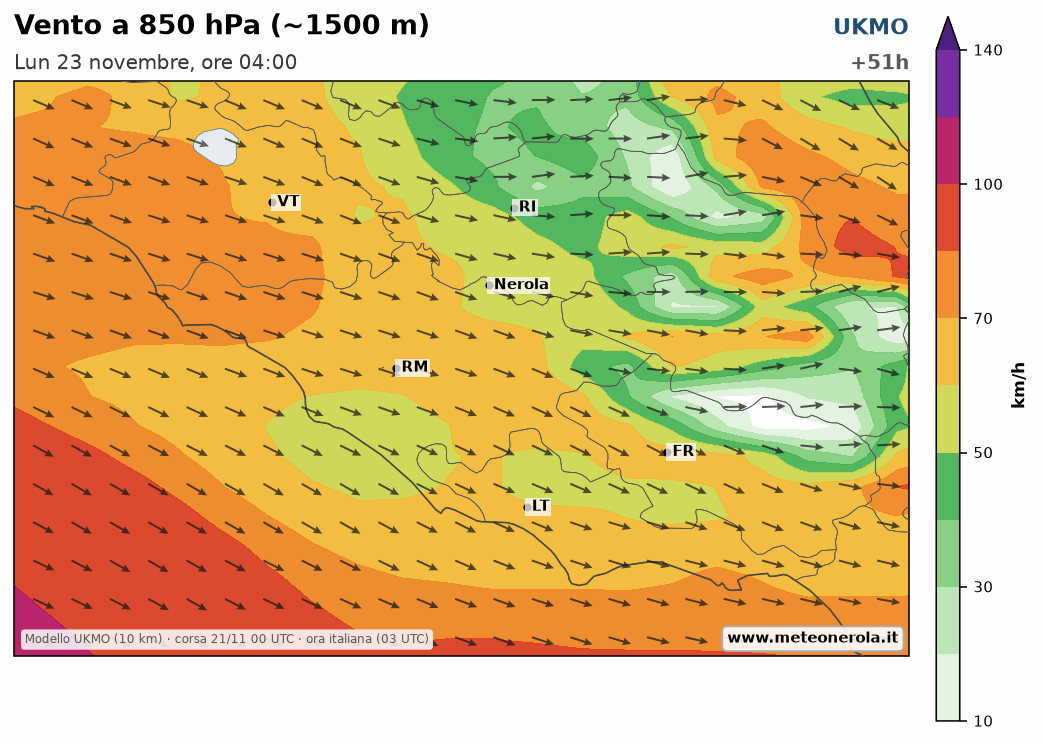 Vento a 850 hPa (~1500 m)
UKMO
Lun 23 novembre, ore 04:00
+51h
VT
RI
Nerola
RM
FR
LT
Modello UKMO (10 km) · corsa 21/11 00 UTC · ora italiana (03 UTC)
www.meteonerola.it
140
100
70
50
30
10
km/h